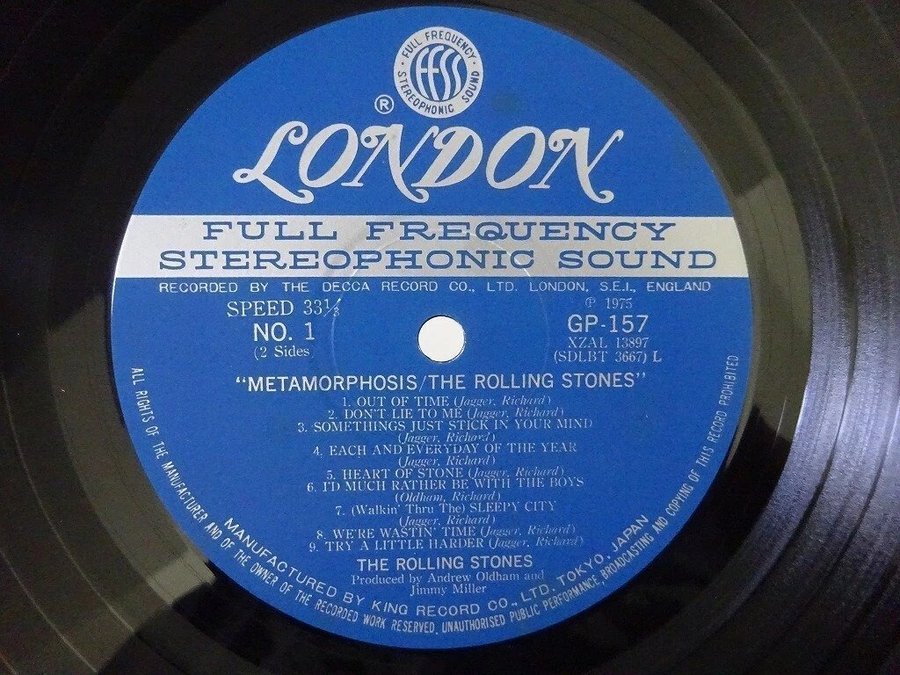 FULL FREQUENCY
FFSS
STEREOPHONIC SOUND
®
LONDON
FULL FREQUENCY
STEREOPHONIC SOUND
RECORDED BY THE DECCA RECORD CO., LTD. LONDON, S.E.I., ENGLAND
SPEED 33⅓
NO. 1
(2 Sides)
℗ 1975
GP-157
XZAL 13897
(SDLBT 3667) L
"METAMORPHOSIS/THE ROLLING STONES"
1. OUT OF TIME (Jagger, Richard)
2. DON'T LIE TO ME (Jagger, Richard)
3. SOMETHINGS JUST STICK IN YOUR MIND
(Jagger, Richard)
4. EACH AND EVERYDAY OF THE YEAR
(Jagger, Richard)
5. HEART OF STONE (Jagger, Richard)
6. I'D MUCH RATHER BE WITH THE BOYS
(Oldham, Richard)
7. (Walkin' Thru The) SLEEPY CITY
(Jagger, Richard)
8. WE'RE WASTIN' TIME (Jagger, Richard)
9. TRY A LITTLE HARDER (Jagger, Richard)
THE ROLLING STONES
Produced by Andrew Oldham and
Jimmy Miller
MANUFACTURED BY KING RECORD CO., LTD. TOKYO, JAPAN
ALL RIGHTS OF THE MANUFACTURER AND OF THE OWNER OF THE RECORDED WORK RESERVED. UNAUTHORISED PUBLIC PERFORMANCE, BROADCASTING AND COPYING OF THIS RECORD PROHIBITED